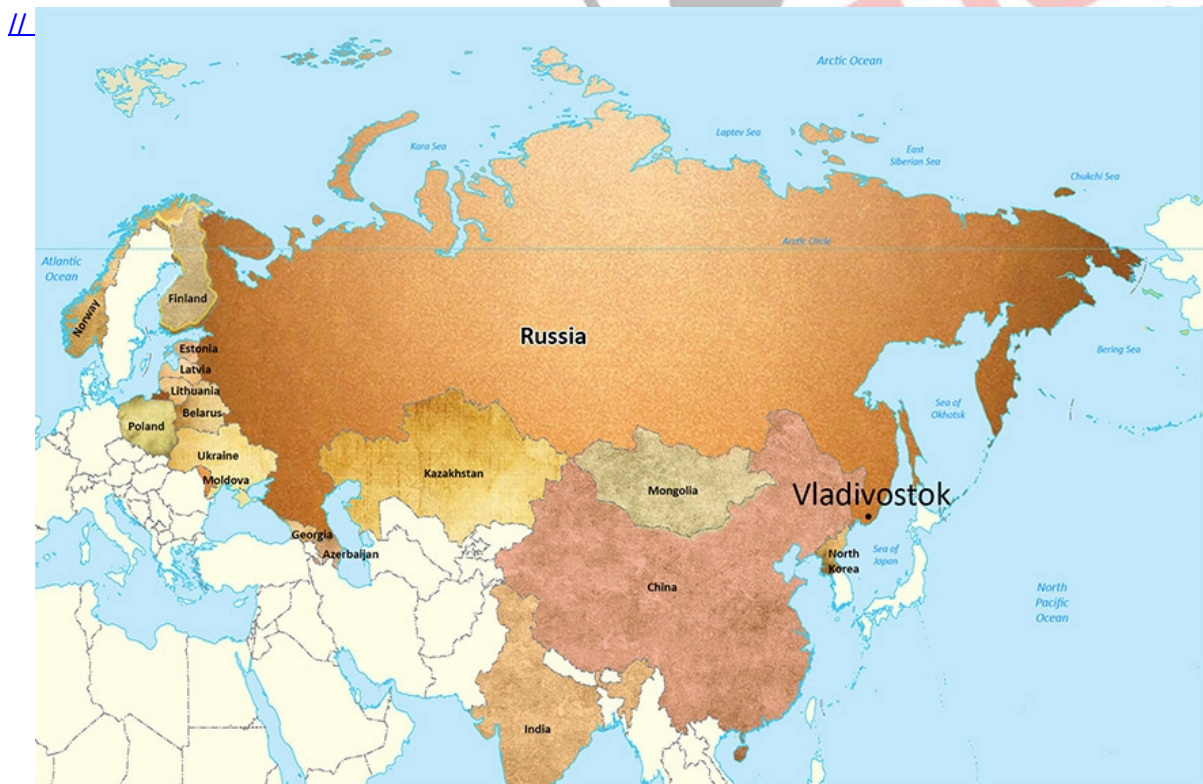 //
Arctic Ocean
Laptev Sea
Kara Sea
East
Siberian Sea
Chukchi Sea
Arctic Circle
Atlantic
Ocean
Finland
Norway
Russia
Estonia
Latvia
Lithuania
Belarus
Poland
Ukraine
Moldova
Kazakhstan
Mongolia
Bering Sea
Sea of
Okhotsk
Vladivostok
Georgia
Azerbaijan
North
Korea
Sea of
Japan
China
North
Pacific
Ocean
India